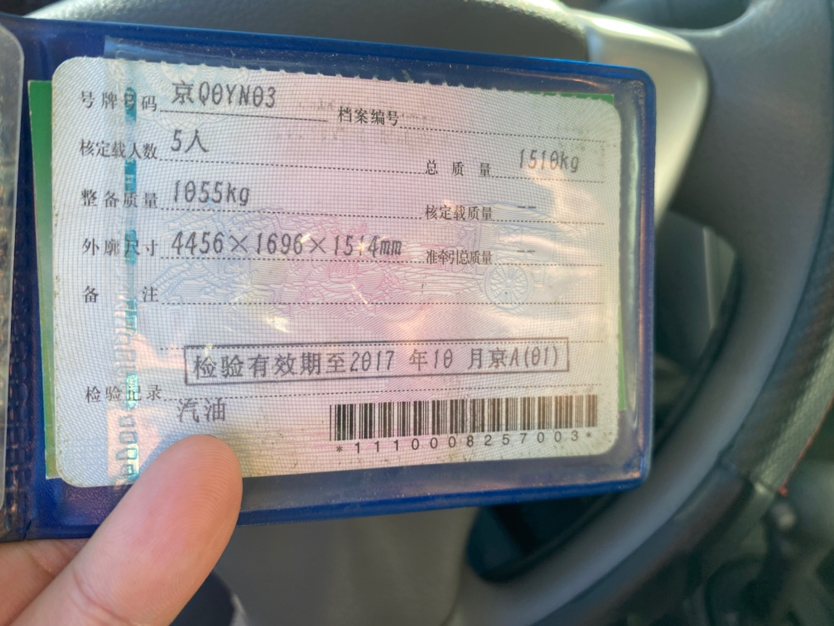 号牌号码 京Q0YN03 档案编号
核定载人数 5人 总质量 1510kg
整备质量 1055kg 核定载质量 --
外廓尺寸 4456×1696×1514mm 准牵引总质量 --
备注
检验有效期至2017年10月京A(01)
检验记录
汽油
*1110008257003*